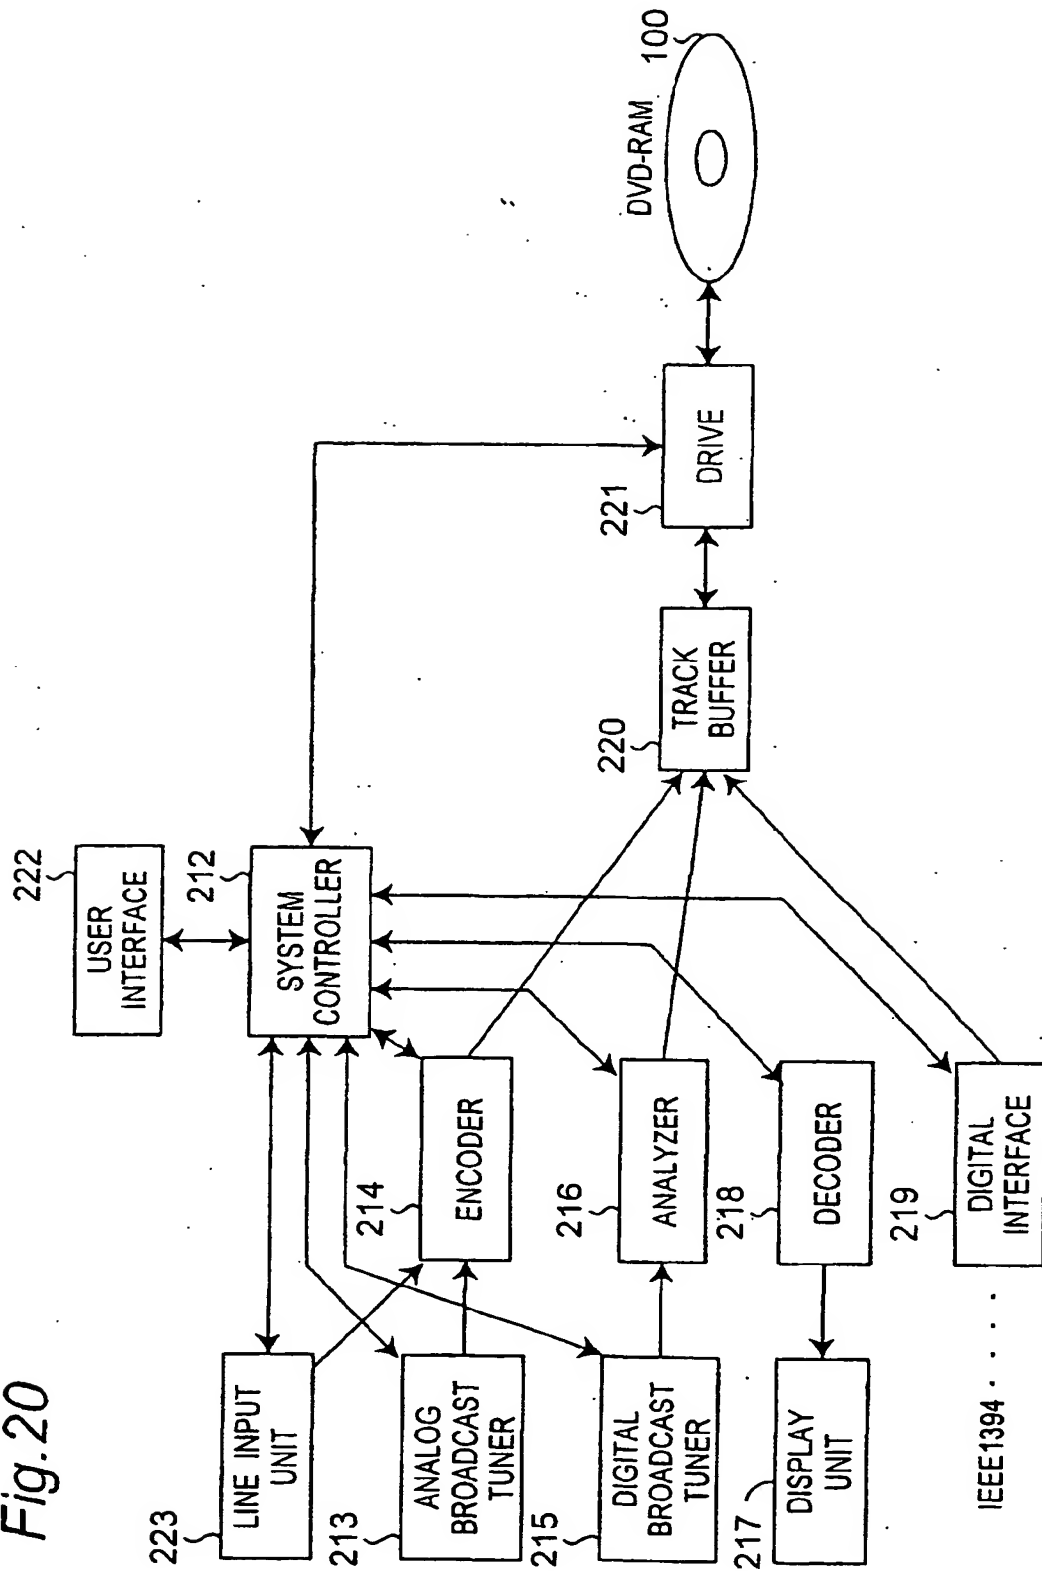 Fig.20
222
USER
INTERFACE
212
SYSTEM
CONTROLLER
223
LINE INPUT
UNIT
213
ANALOG
BROADCAST
TUNER
214
ENCODER
215
DIGITAL
BROADCAST
TUNER
216
ANALYZER
217
DISPLAY
UNIT
218
DECODER
IEEE1394
219
DIGITAL
INTERFACE
220
TRACK
BUFFER
221
DRIVE
DVD-RAM
100